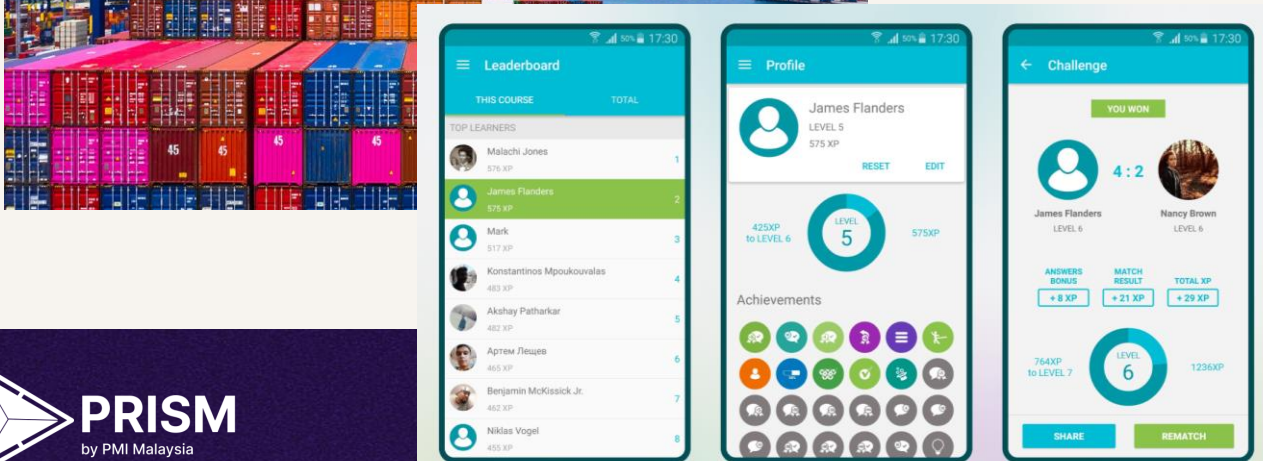 45
45
45
45
PRISM
by PMI Malaysia
50% 17:30
Leaderboard
THIS COURSE TOTAL
TOP LEARNERS
Malachi Jones
576 XP
1
James Flanders
575 XP
2
Mark
517 XP
3
Konstantinos Mpoukouvalas
483 XP
4
Akshay Patharkar
482 XP
5
Артем Лещев
465 XP
6
Benjamin McKissick Jr.
462 XP
7
Niklas Vogel
455 XP
8
50% 17:30
Profile
James Flanders
LEVEL 5
575 XP
RESET EDIT
425XP
to LEVEL 6
LEVEL
5
575XP
Achievements
50% 17:30
Challenge
YOU WON
4 : 2
James Flanders
LEVEL 6
Nancy Brown
LEVEL 6
ANSWERS
BONUS
+ 8 XP
MATCH
RESULT
+ 21 XP
TOTAL XP
+ 29 XP
764XP
to LEVEL 7
LEVEL
6
1236XP
SHARE REMATCH